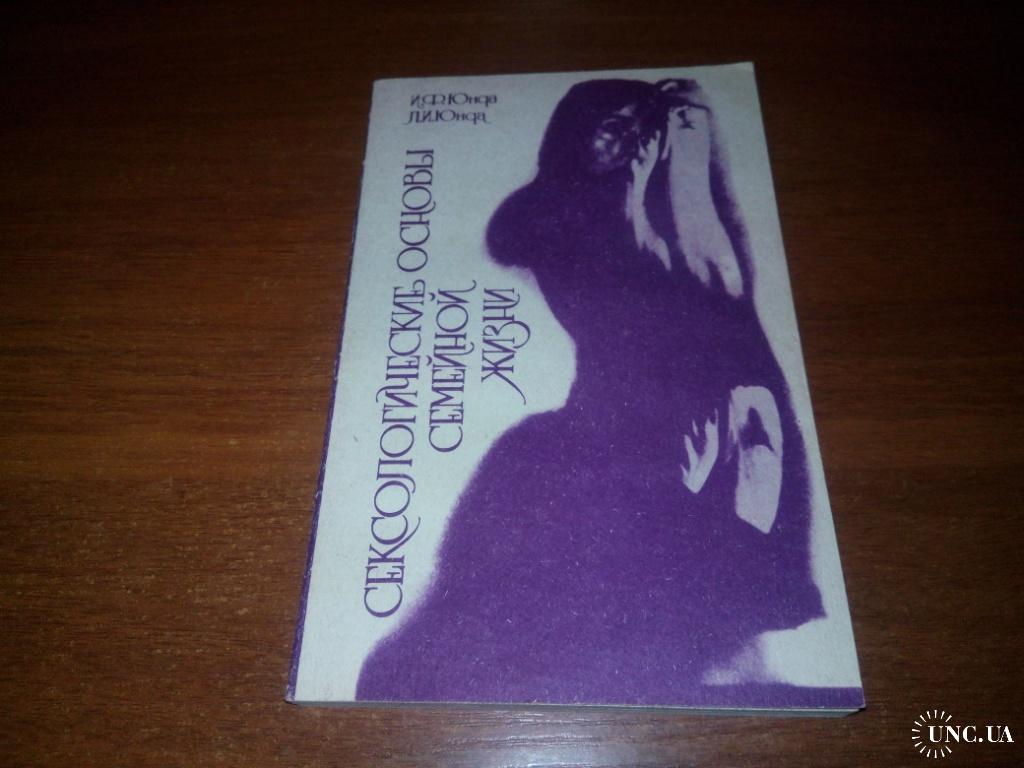 И.Ф.Юнда
Л.И.Юнда
СЕКСОЛОГИЧЕСКИЕ ОСНОВЫ
СЕМЕЙНОЙ
ЖИЗНИ
UNC.UA